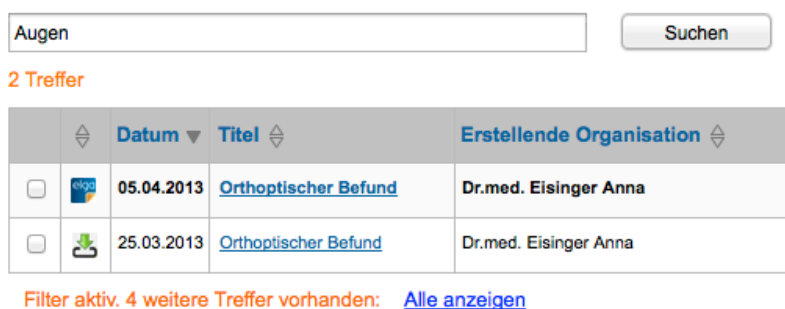 Augen
Suchen
2 Treffer
Datum Titel Erstellende Organisation
elga 05.04.2013 Orthoptischer Befund Dr.med. Eisinger Anna
25.03.2013 Orthoptischer Befund Dr.med. Eisinger Anna
Filter aktiv. 4 weitere Treffer vorhanden: Alle anzeigen